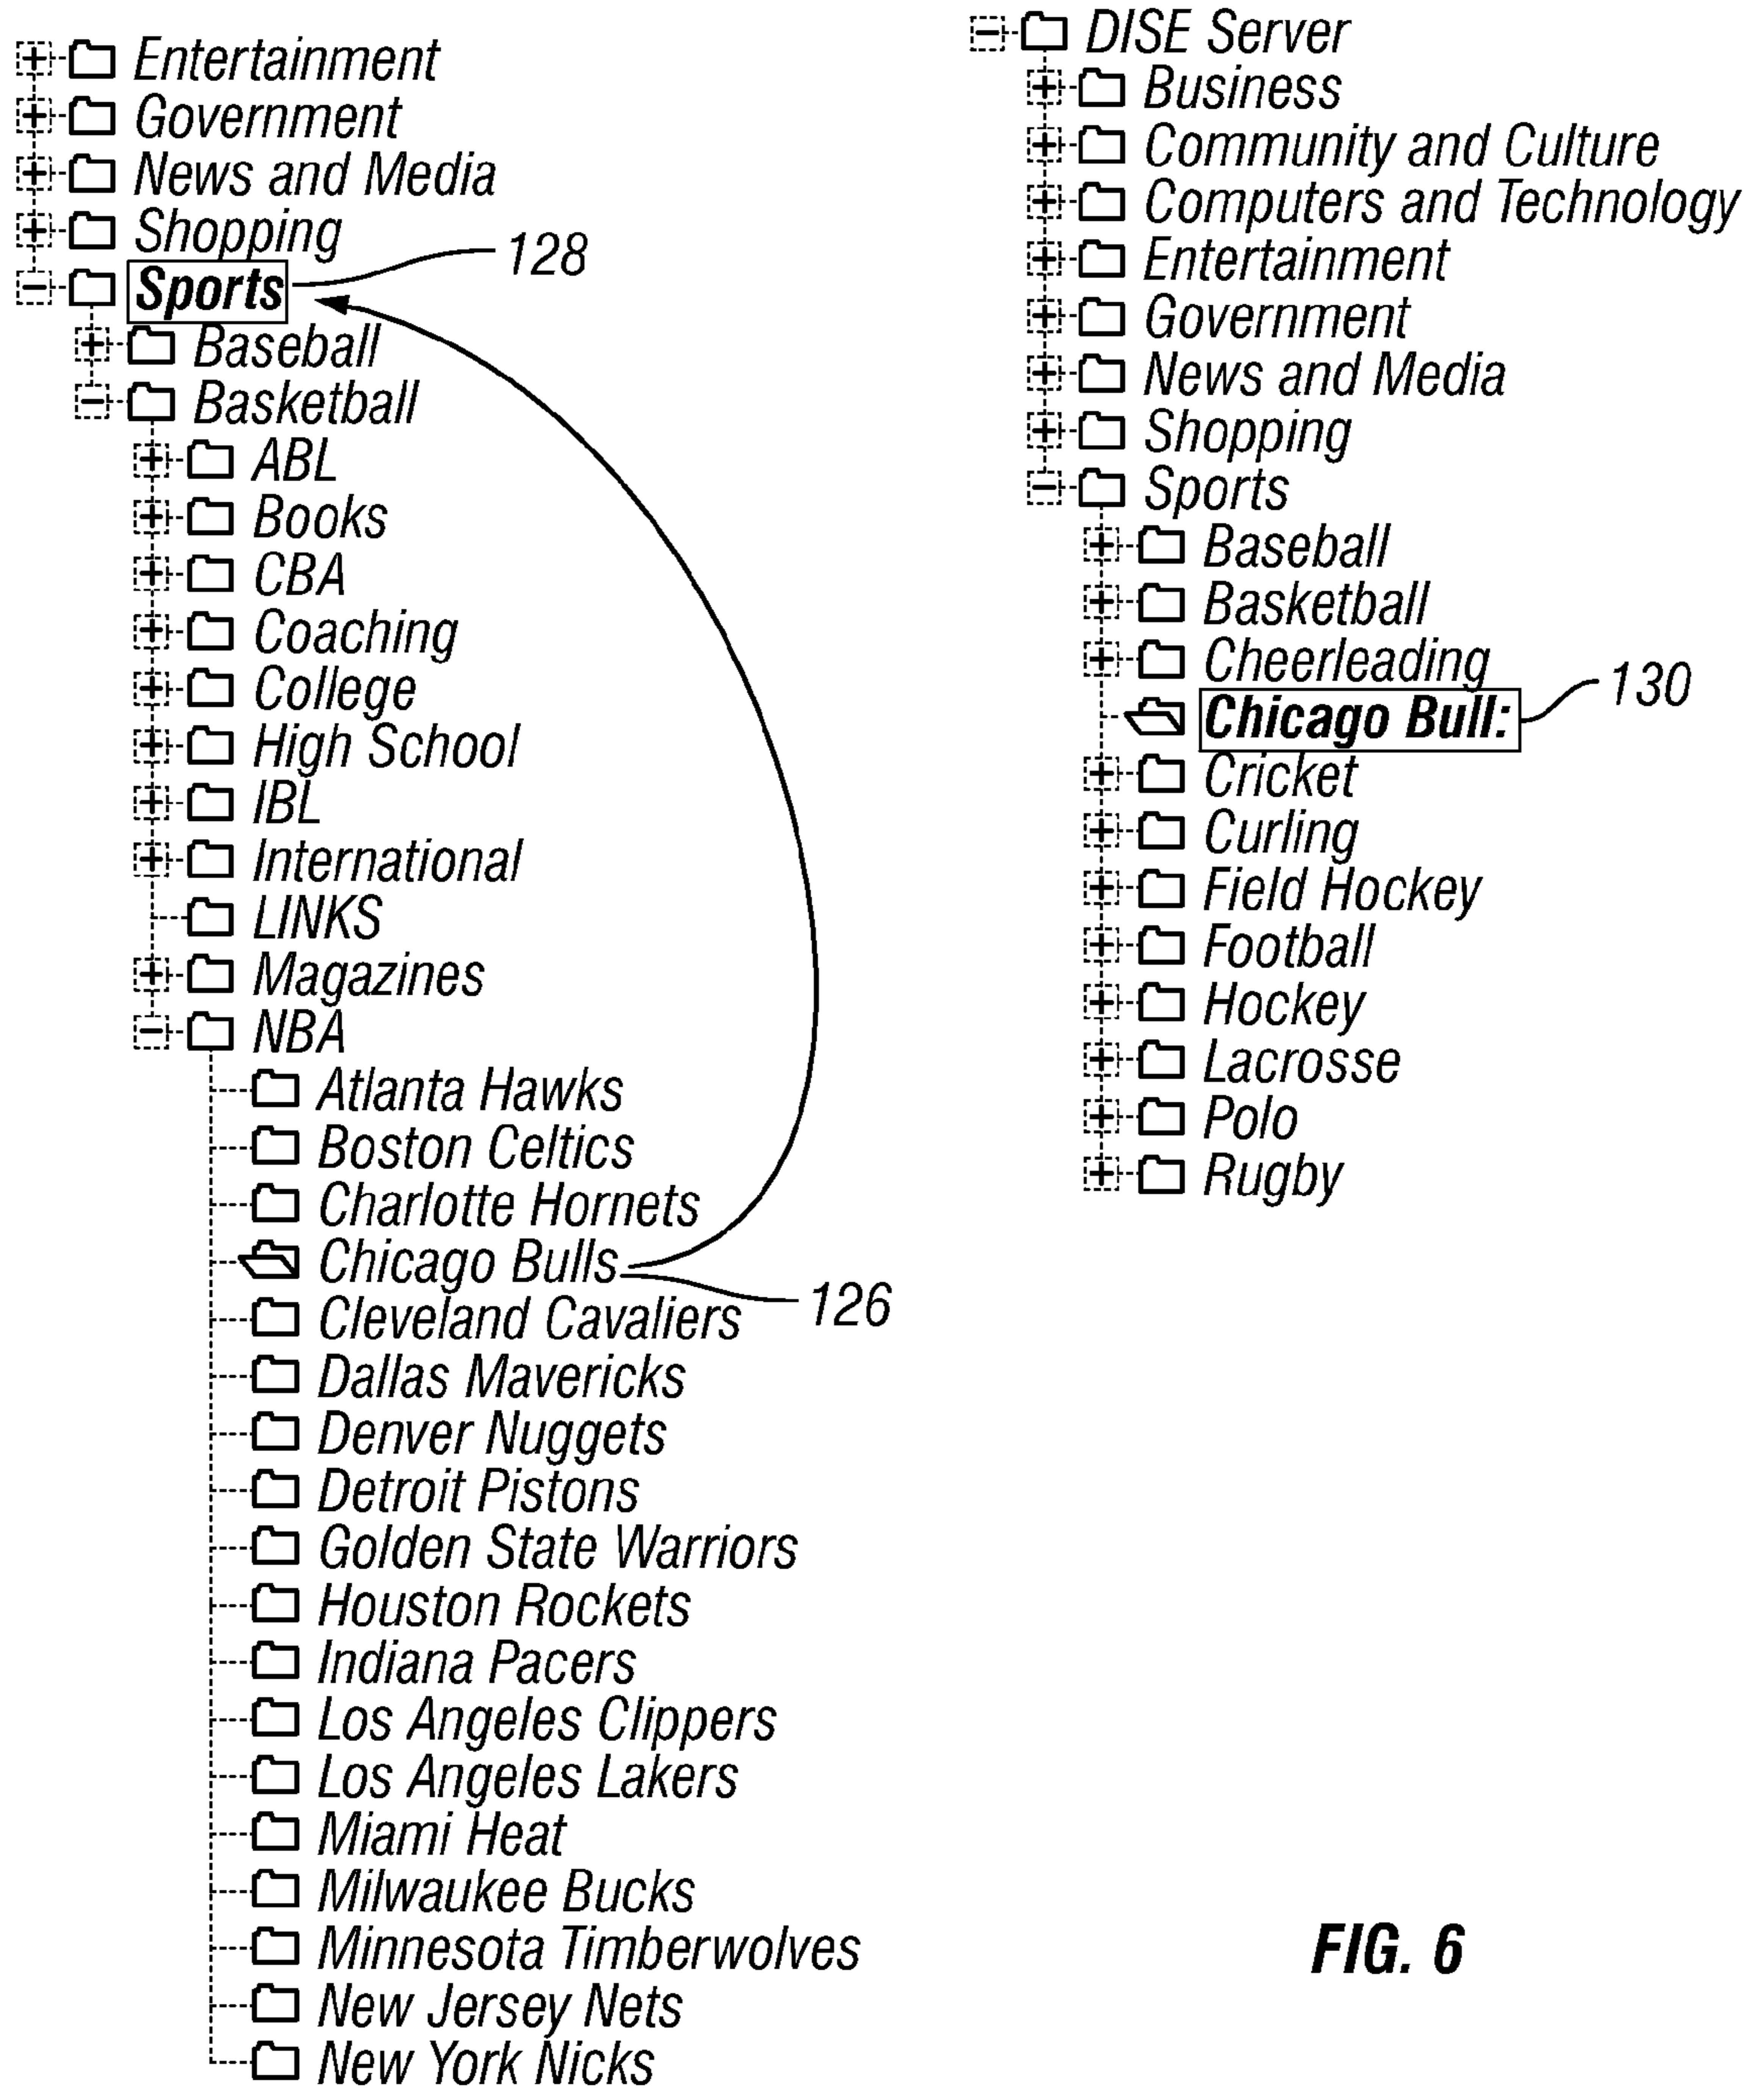 Entertainment
Government
News and Media
Shopping
128
Sports
Baseball
Basketball
ABL
Books
CBA
Coaching
College
High School
IBL
International
LINKS
Magazines
NBA
Atlanta Hawks
Boston Celtics
Charlotte Hornets
Chicago Bulls
126
Cleveland Cavaliers
Dallas Mavericks
Denver Nuggets
Detroit Pistons
Golden State Warriors
Houston Rockets
Indiana Pacers
Los Angeles Clippers
Los Angeles Lakers
Miami Heat
Milwaukee Bucks
Minnesota Timberwolves
New Jersey Nets
New York Nicks
DISE Server
Business
Community and Culture
Computers and Technology
Entertainment
Government
News and Media
Shopping
Sports
Baseball
Basketball
Cheerleading
130
Chicago Bull:
Cricket
Curling
Field Hockey
Football
Hockey
Lacrosse
Polo
Rugby
FIG. 6